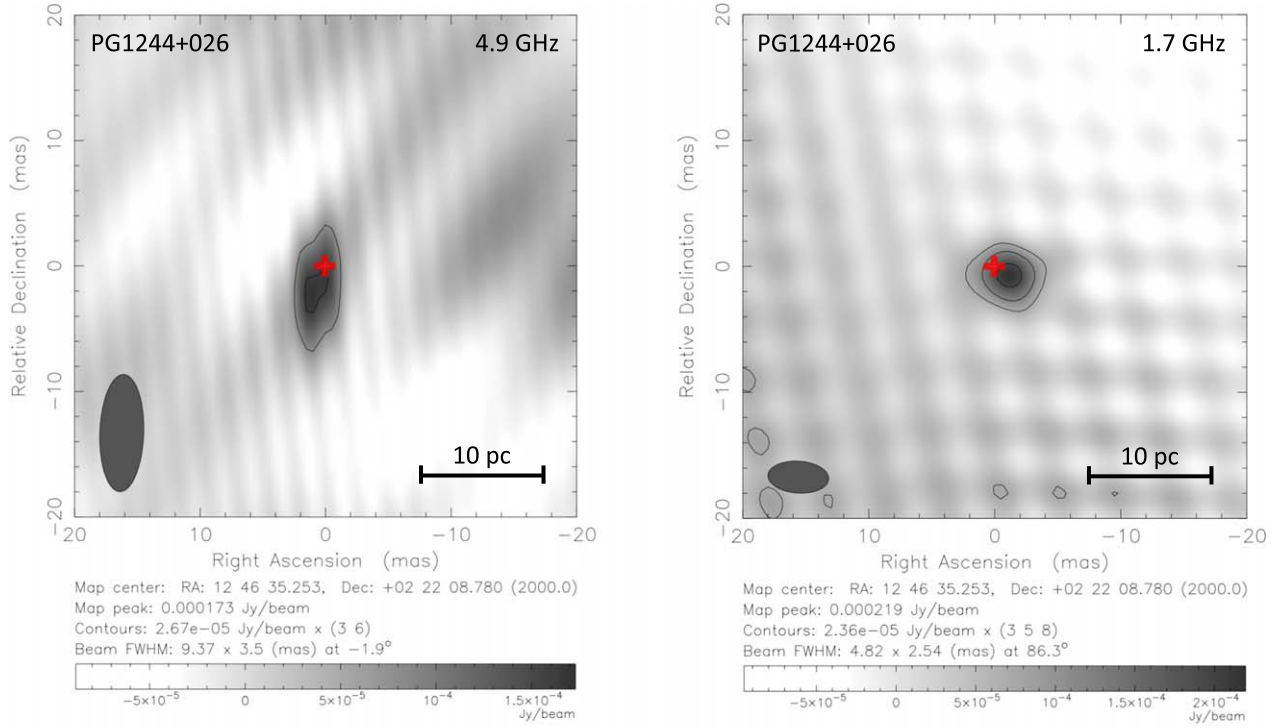 PG1244+026 4.9 GHz
20
10
0
−10
−20
Relative Declination (mas)
10 pc
20 10 0 −10 −20
Right Ascension (mas)
Map center: RA: 12 46 35.253, Dec: +02 22 08.780 (2000.0)
Map peak: 0.000173 Jy/beam
Contours: 2.67e−05 Jy/beam x (3 6)
Beam FWHM: 9.37 x 3.5 (mas) at −1.9°
−5×10⁻⁵ 0 5×10⁻⁵ 10⁻⁴ 1.5×10⁻⁴
Jy/beam
PG1244+026 1.7 GHz
20
10
0
−10
−20
Relative Declination (mas)
10 pc
20 10 0 −10 −20
Right Ascension (mas)
Map center: RA: 12 46 35.253, Dec: +02 22 08.780 (2000.0)
Map peak: 0.000219 Jy/beam
Contours: 2.36e−05 Jy/beam x (3 5 8)
Beam FWHM: 4.82 x 2.54 (mas) at 86.3°
−5×10⁻⁵ 0 5×10⁻⁵ 10⁻⁴ 1.5×10⁻⁴ 2×10⁻⁴
Jy/beam